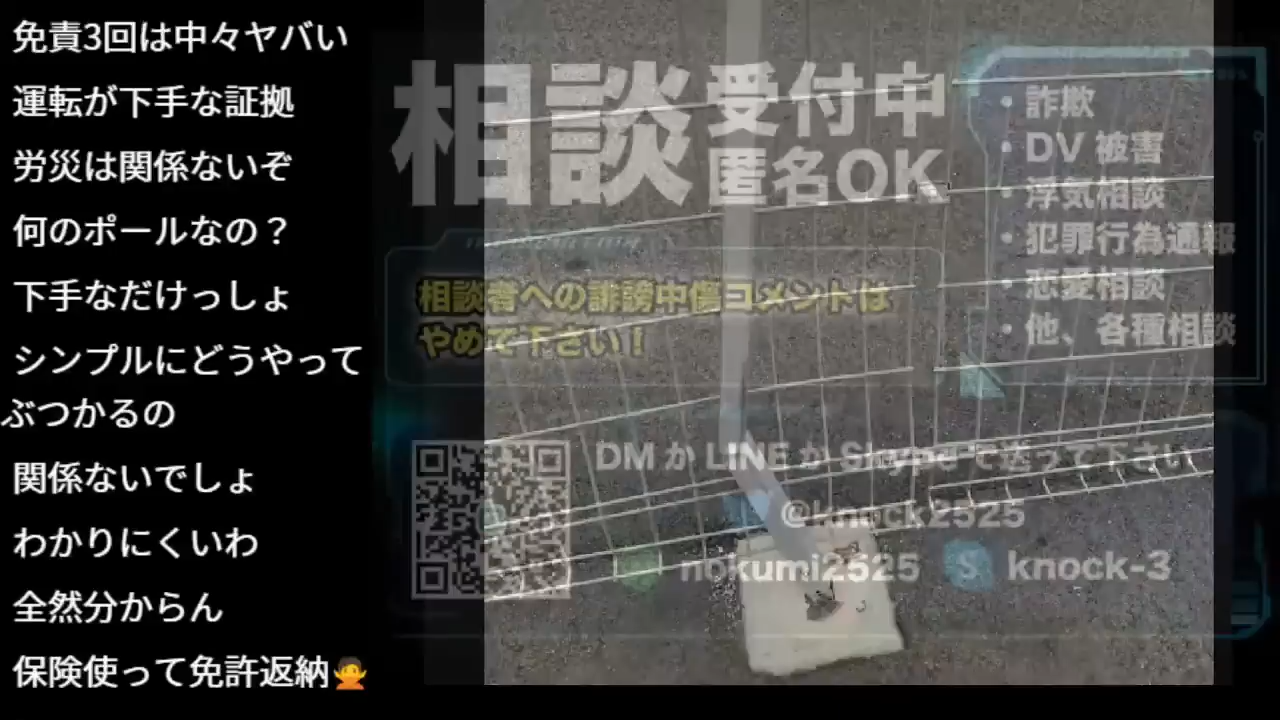 免責3回は中々ヤバい
運転が下手な証拠
労災は関係ないぞ
何のポールなの？
下手なだけっしょ
シンプルにどうやって
ぶつかるの
関係ないでしょ
わかりにくいわ
全然分からん
保険使って免許返納🙅
相談
受付中
匿名OK
・詐欺
・DV 被害
・浮気相談
・犯罪行為通報
・恋愛相談
・他、各種相談
相談者への誹謗中傷コメントは
やめて下さい！
DM か LINE か Skype で送って下さい
@knock2525
nokumi2525
S knock-3